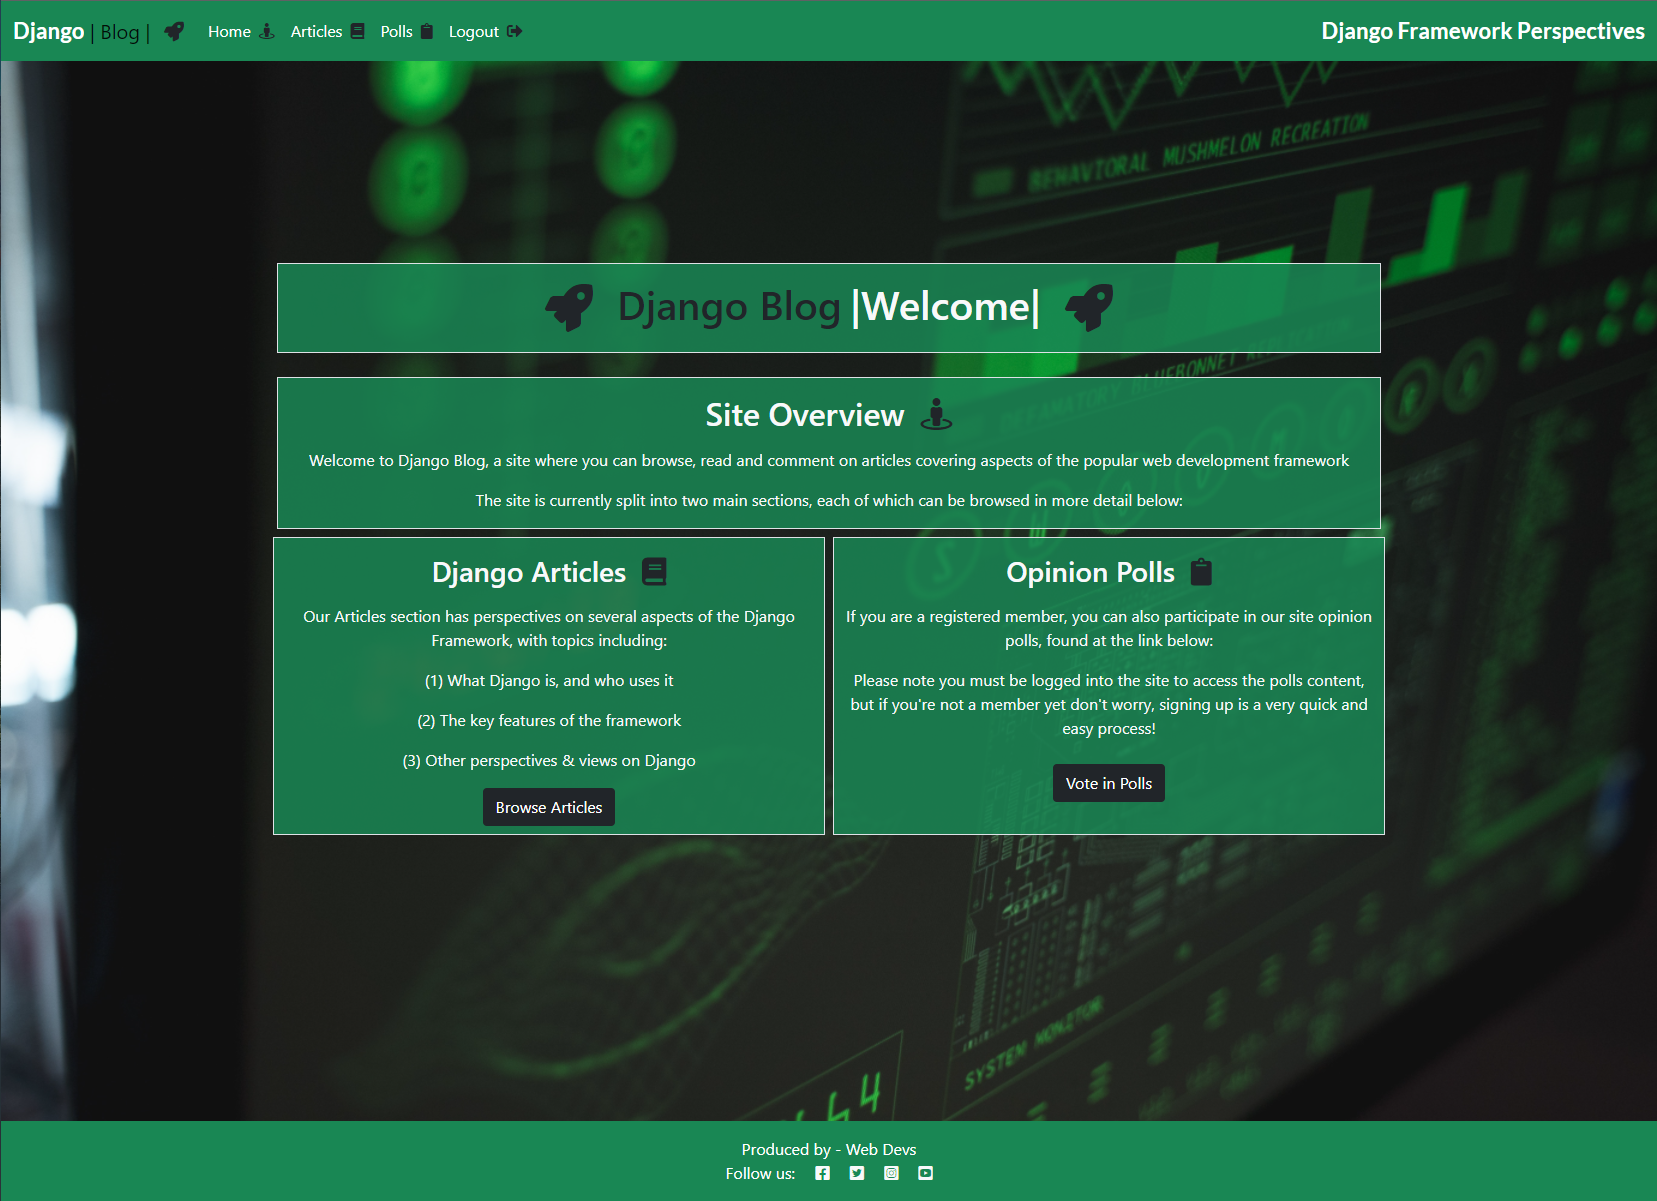 Django | Blog | Home Articles Polls Logout Django Framework Perspectives
BEHAVIORAL MUSHMELON RECREATION
Django Blog |Welcome|
DEFAMATORY BLUEBONNET REPLICATION
Site Overview
Welcome to Django Blog, a site where you can browse, read and comment on articles covering aspects of the popular web development framework
The site is currently split into two main sections, each of which can be browsed in more detail below:
Django Articles
Our Articles section has perspectives on several aspects of the Django
Framework, with topics including:
(1) What Django is, and who uses it
(2) The key features of the framework
(3) Other perspectives & views on Django
Browse Articles
Opinion Polls
If you are a registered member, you can also participate in our site opinion
polls, found at the link below:
Please note you must be logged into the site to access the polls content,
but if you're not a member yet don't worry, signing up is a very quick and
easy process!
Vote in Polls
SYSTEM MONITOR
Produced by - Web Devs
Follow us: